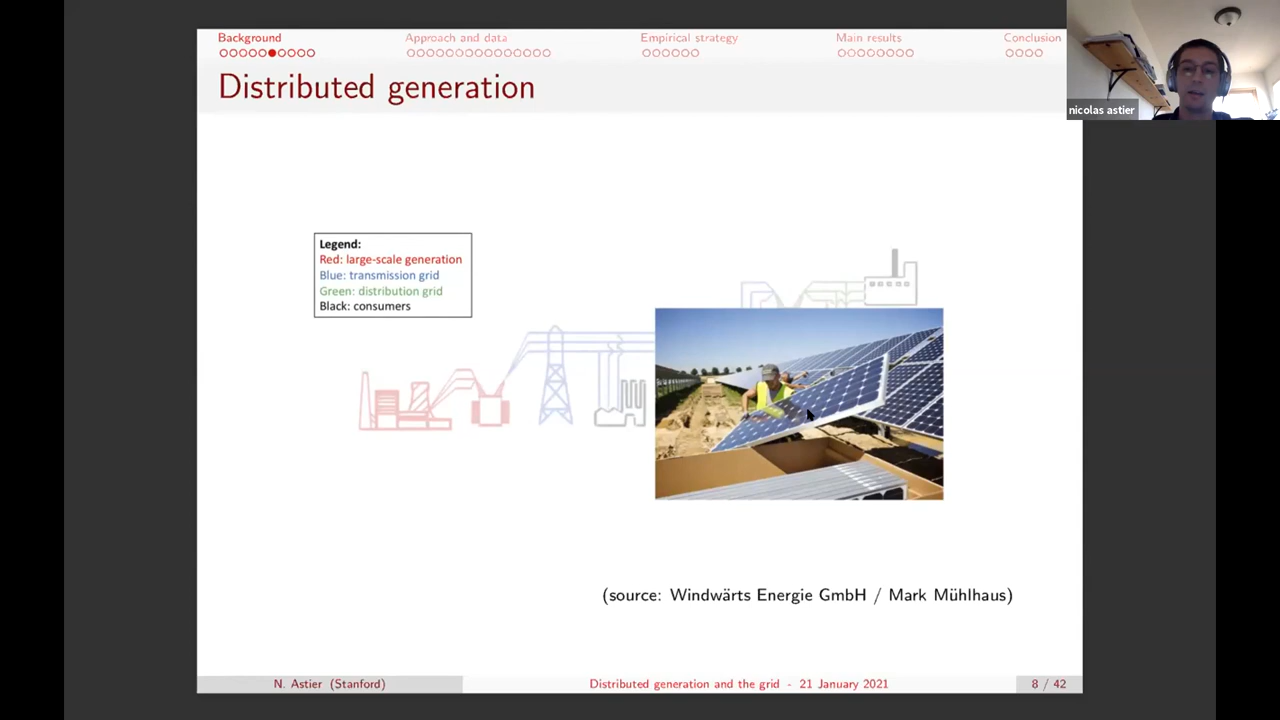 Background
Approach and data
Empirical strategy
Main results
Conclusion
Distributed generation
nicolas astier
Legend:
Red: large-scale generation
Blue: transmission grid
Green: distribution grid
Black: consumers
(source: Windwärts Energie GmbH / Mark Mühlhaus)
N. Astier (Stanford)
Distributed generation and the grid - 21 January 2021
8 / 42